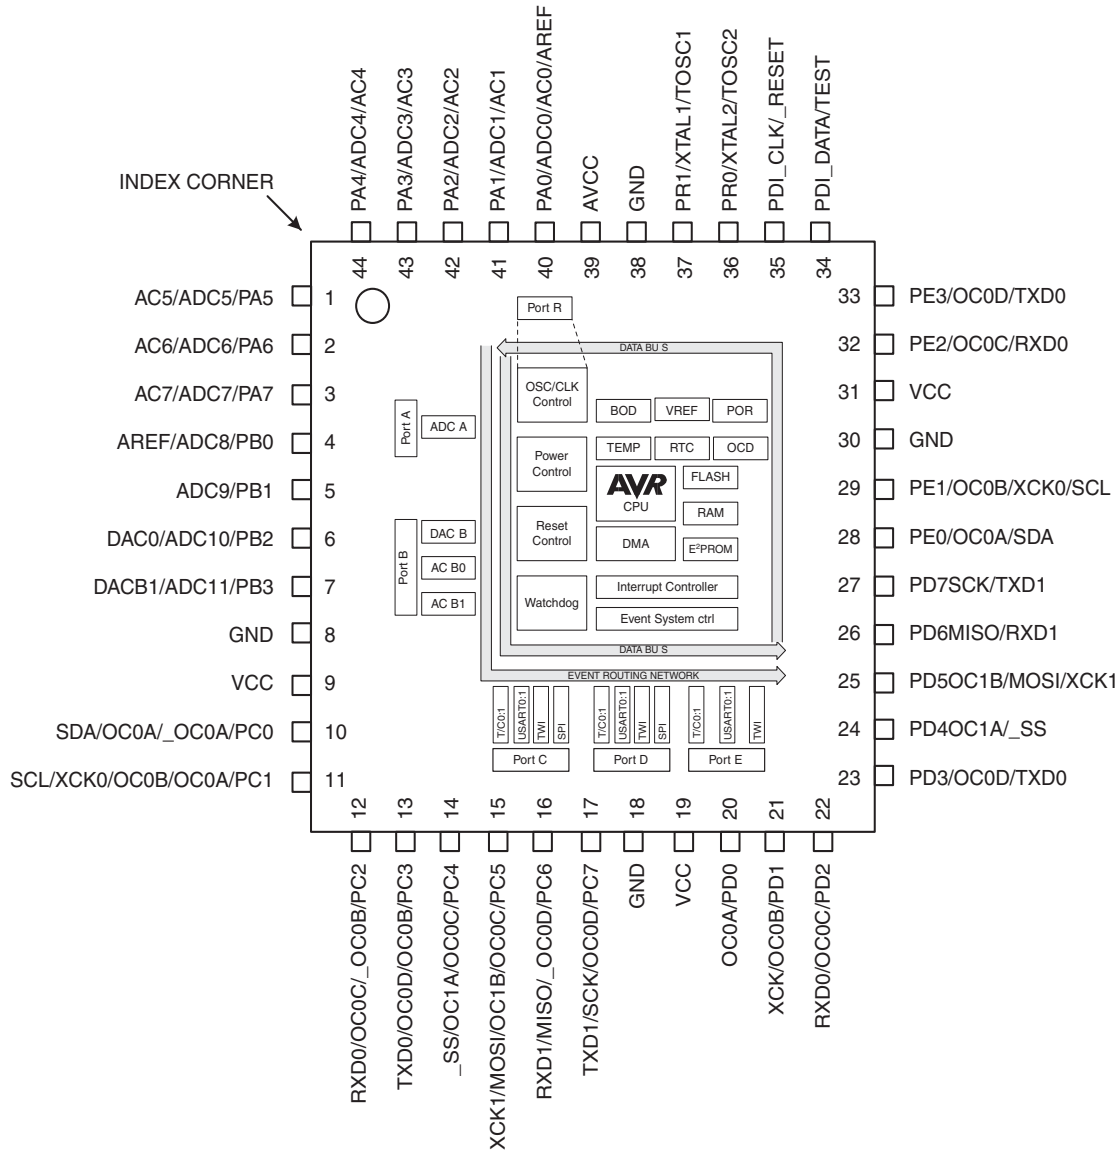 PA4/ADC4/AC4
PA3/ADC3/AC3
PA2/ADC2/AC2
PA1/ADC1/AC1
PA0/ADC0/AC0/AREF
AVCC
GND
PR1/XTAL1/TOSC1
PR0/XTAL2/TOSC2
PDI_CLK/_RESET
PDI_DATA/TEST
INDEX CORNER
44
43
42
41
40
39
38
37
36
35
34
AC5/ADC5/PA5
1
AC6/ADC6/PA6
2
AC7/ADC7/PA7
3
AREF/ADC8/PB0
4
ADC9/PB1
5
DAC0/ADC10/PB2
6
DACB1/ADC11/PB3
7
GND
8
VCC
9
SDA/OC0A/_OC0A/PC0
10
SCL/XCK0/OC0B/OC0A/PC1
11
Port R
DATA BU S
OSC/CLK
Control
BOD
VREF
POR
Port A
ADC A
Power
Control
TEMP
RTC
OCD
AVR
CPU
FLASH
RAM
Port B
DAC B
AC B0
AC B1
Reset
Control
DMA
E²PROM
Watchdog
Interrupt Controller
Event System ctrl
DATA BU S
EVENT ROUTING NETWORK
T/C0:1
USART0:1
TWI
SPI
T/C0:1
USART0:1
TWI
SPI
T/C0:1
USART0:1
TWI
Port C
Port D
Port E
33
PE3/OC0D/TXD0
32
PE2/OC0C/RXD0
31
VCC
30
GND
29
PE1/OC0B/XCK0/SCL
28
PE0/OC0A/SDA
27
PD7SCK/TXD1
26
PD6MISO/RXD1
25
PD5OC1B/MOSI/XCK1
24
PD4OC1A/_SS
23
PD3/OC0D/TXD0
12
13
14
15
16
17
18
19
20
21
22
RXD0/OC0C/_OC0B/PC2
TXD0/OC0D/OC0B/PC3
_SS/OC1A/OC0C/PC4
XCK1/MOSI/OC1B/OC0C/PC5
RXD1/MISO/_OC0D/PC6
TXD1/SCK/OC0D/PC7
GND
VCC
OC0A/PD0
XCK/OC0B/PD1
RXD0/OC0C/PD2